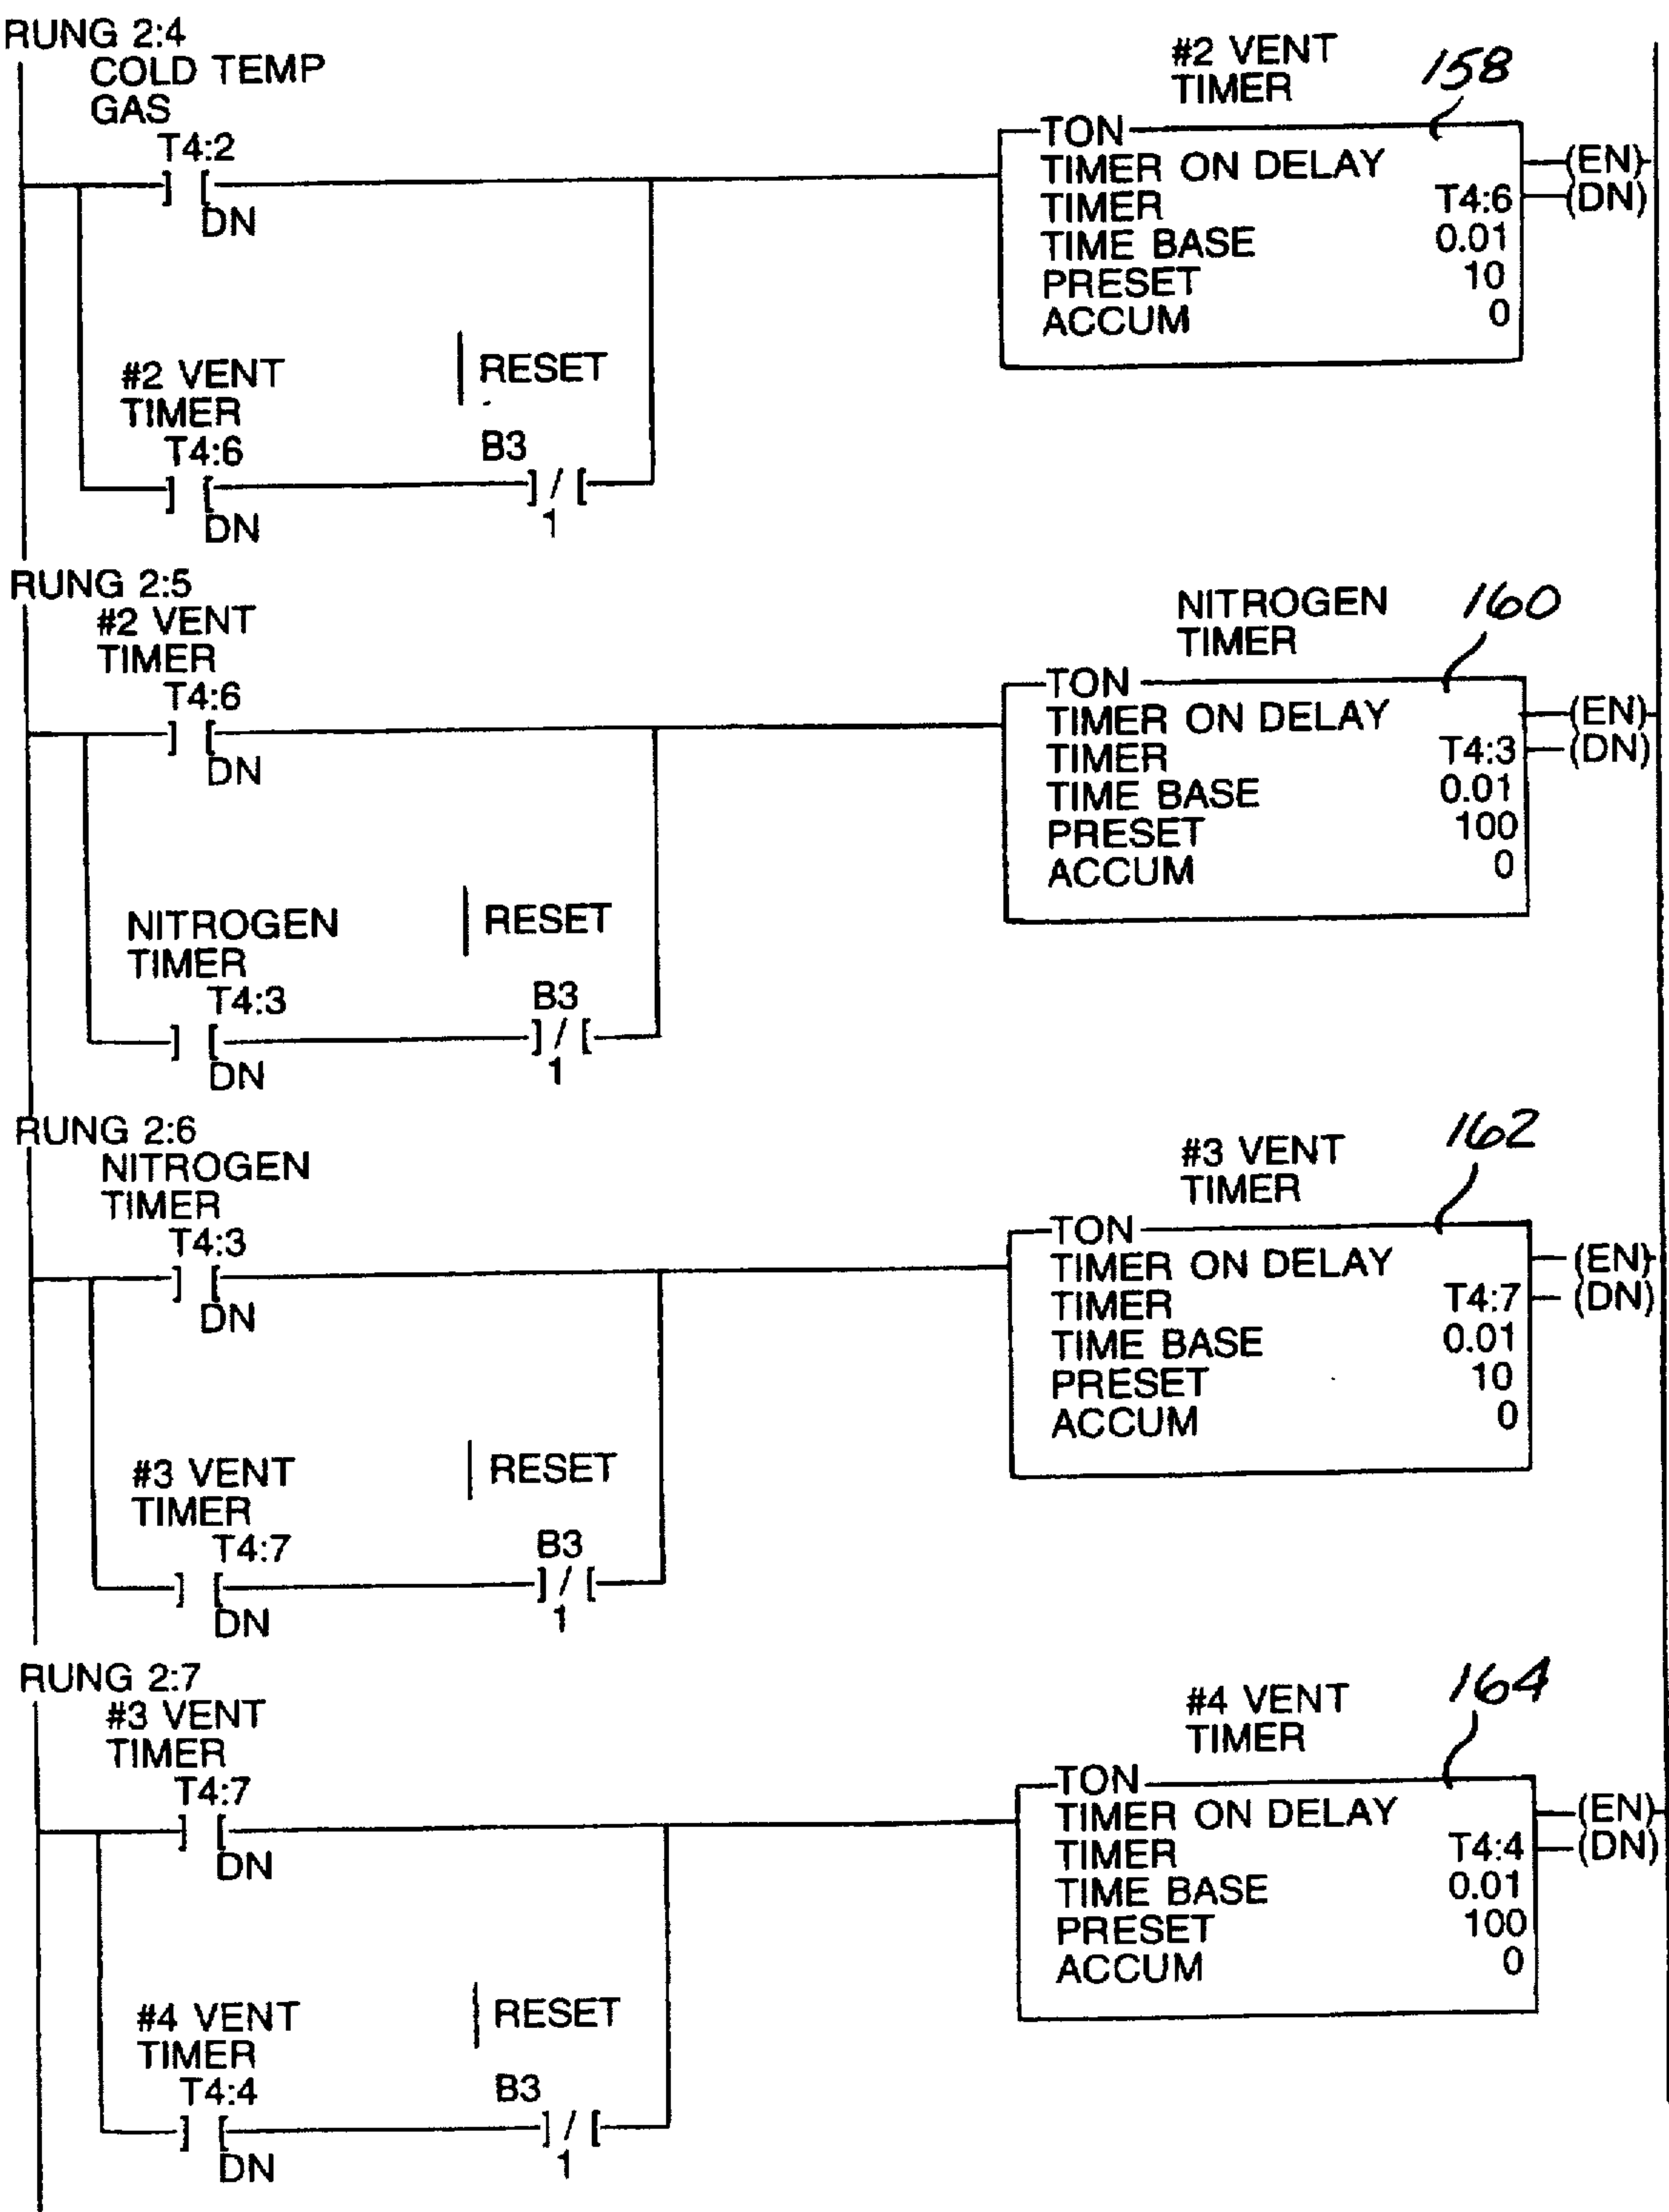 RUNG 2:4
COLD TEMP
GAS
T4:2
] [
DN
#2 VENT
TIMER
T4:6
] [
DN
| RESET
B3
] / [
1
#2 VENT
TIMER
158
TON
TIMER ON DELAY
TIMER T4:6
TIME BASE 0.01
PRESET 10
ACCUM 0
(EN)
(DN)
RUNG 2:5
#2 VENT
TIMER
T4:6
] [
DN
NITROGEN
TIMER
T4:3
] [
DN
| RESET
B3
] / [
1
NITROGEN
TIMER
160
TON
TIMER ON DELAY
TIMER T4:3
TIME BASE 0.01
PRESET 100
ACCUM 0
(EN)
(DN)
RUNG 2:6
NITROGEN
TIMER
T4:3
] [
DN
#3 VENT
TIMER
T4:7
] [
DN
| RESET
B3
] / [
1
#3 VENT
TIMER
162
TON
TIMER ON DELAY
TIMER T4:7
TIME BASE 0.01
PRESET 10
ACCUM 0
(EN)
(DN)
RUNG 2:7
#3 VENT
TIMER
T4:7
] [
DN
#4 VENT
TIMER
T4:4
] [
DN
| RESET
B3
] / [
1
#4 VENT
TIMER
164
TON
TIMER ON DELAY
TIMER T4:4
TIME BASE 0.01
PRESET 100
ACCUM 0
(EN)
(DN)